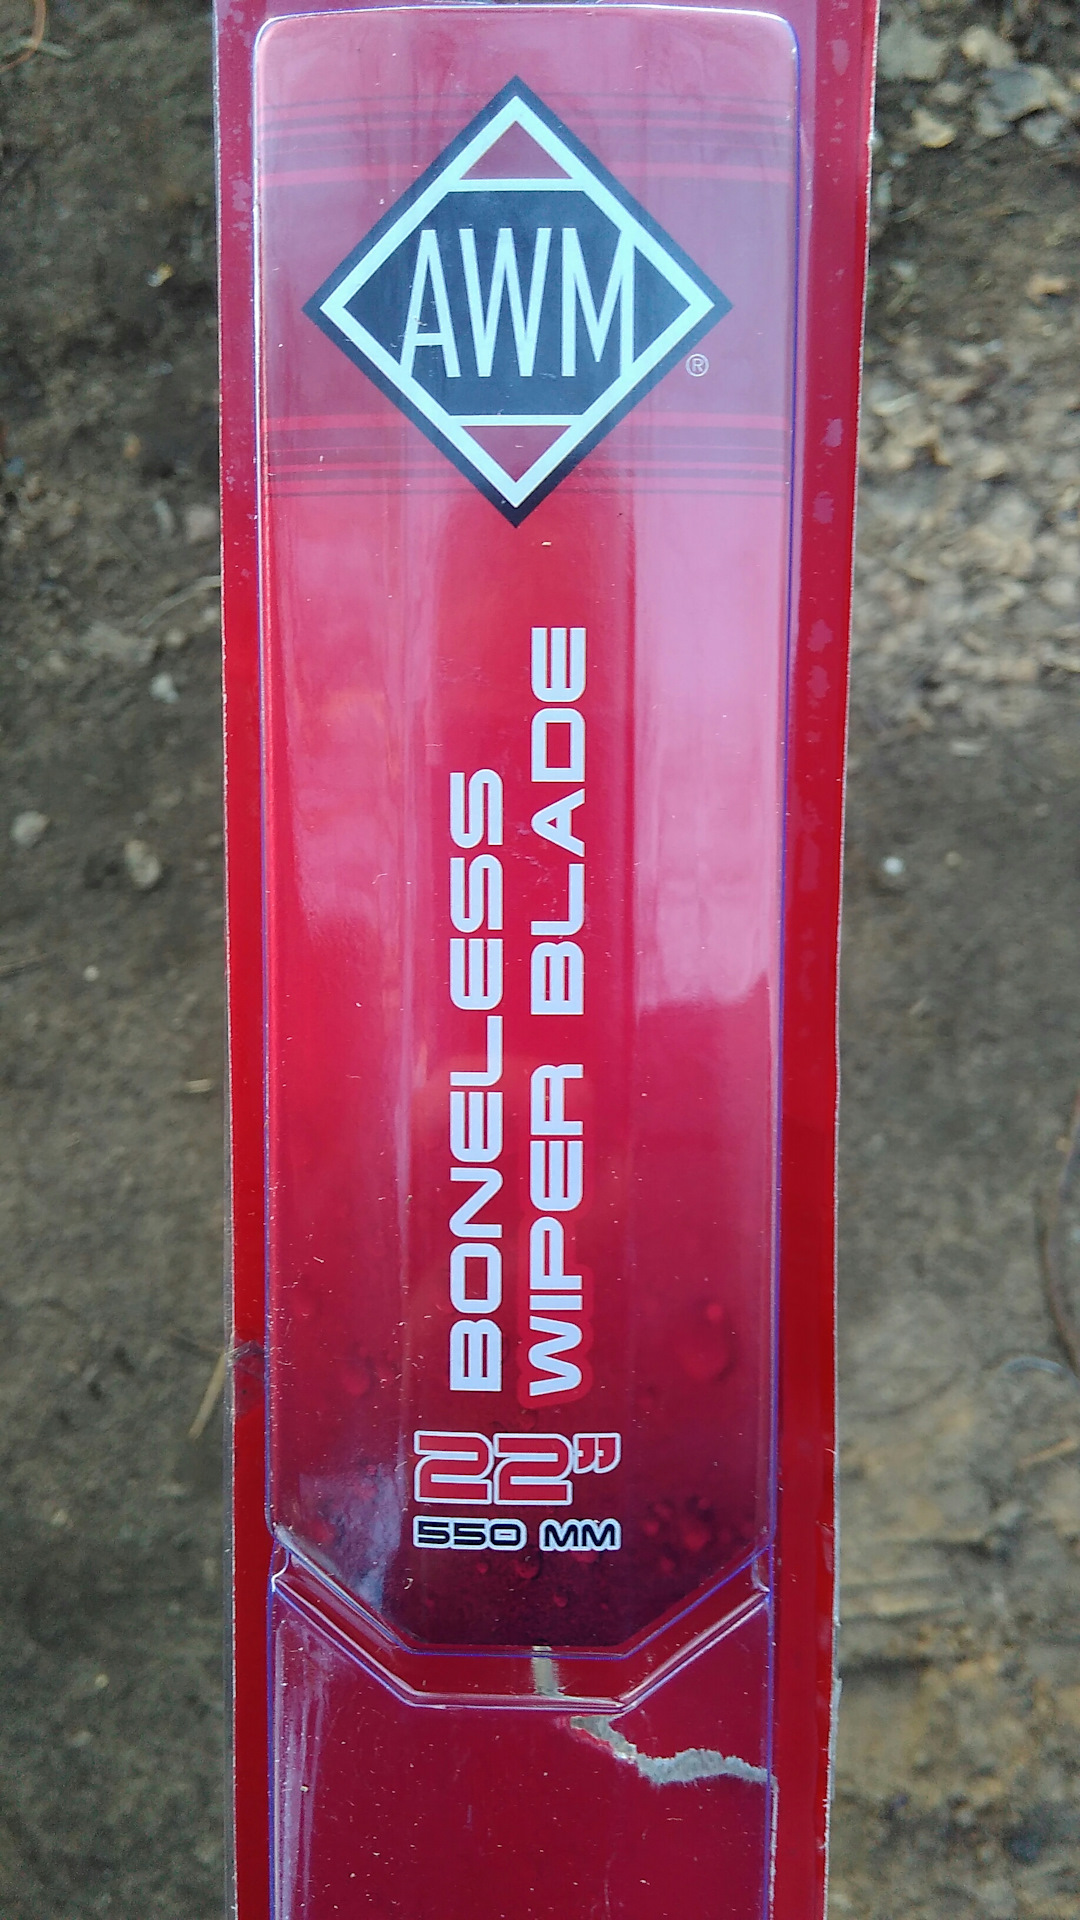 AWM
®
BONELESS
WIPER BLADE
22"
550 MM